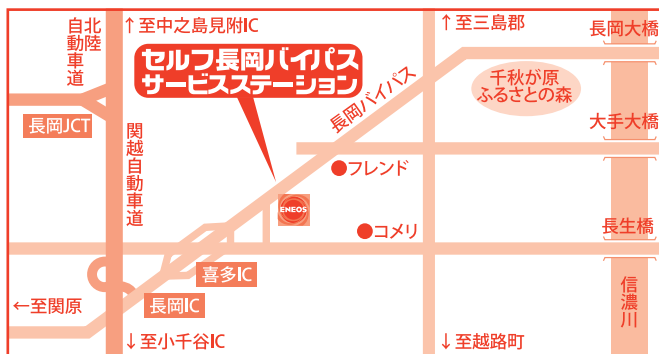 北陸
自動車道
↑至中之島見附IC
↑至三島郡
長岡大橋
セルフ長岡バイパス
サービスステーション
長岡バイパス
千秋が原
ふるさとの森
長岡JCT
関越自動車道
大手大橋
●フレンド
ENEOS
●コメリ
長生橋
喜多IC
←至関原
長岡IC
信濃川
↓至小千谷IC
↓至越路町